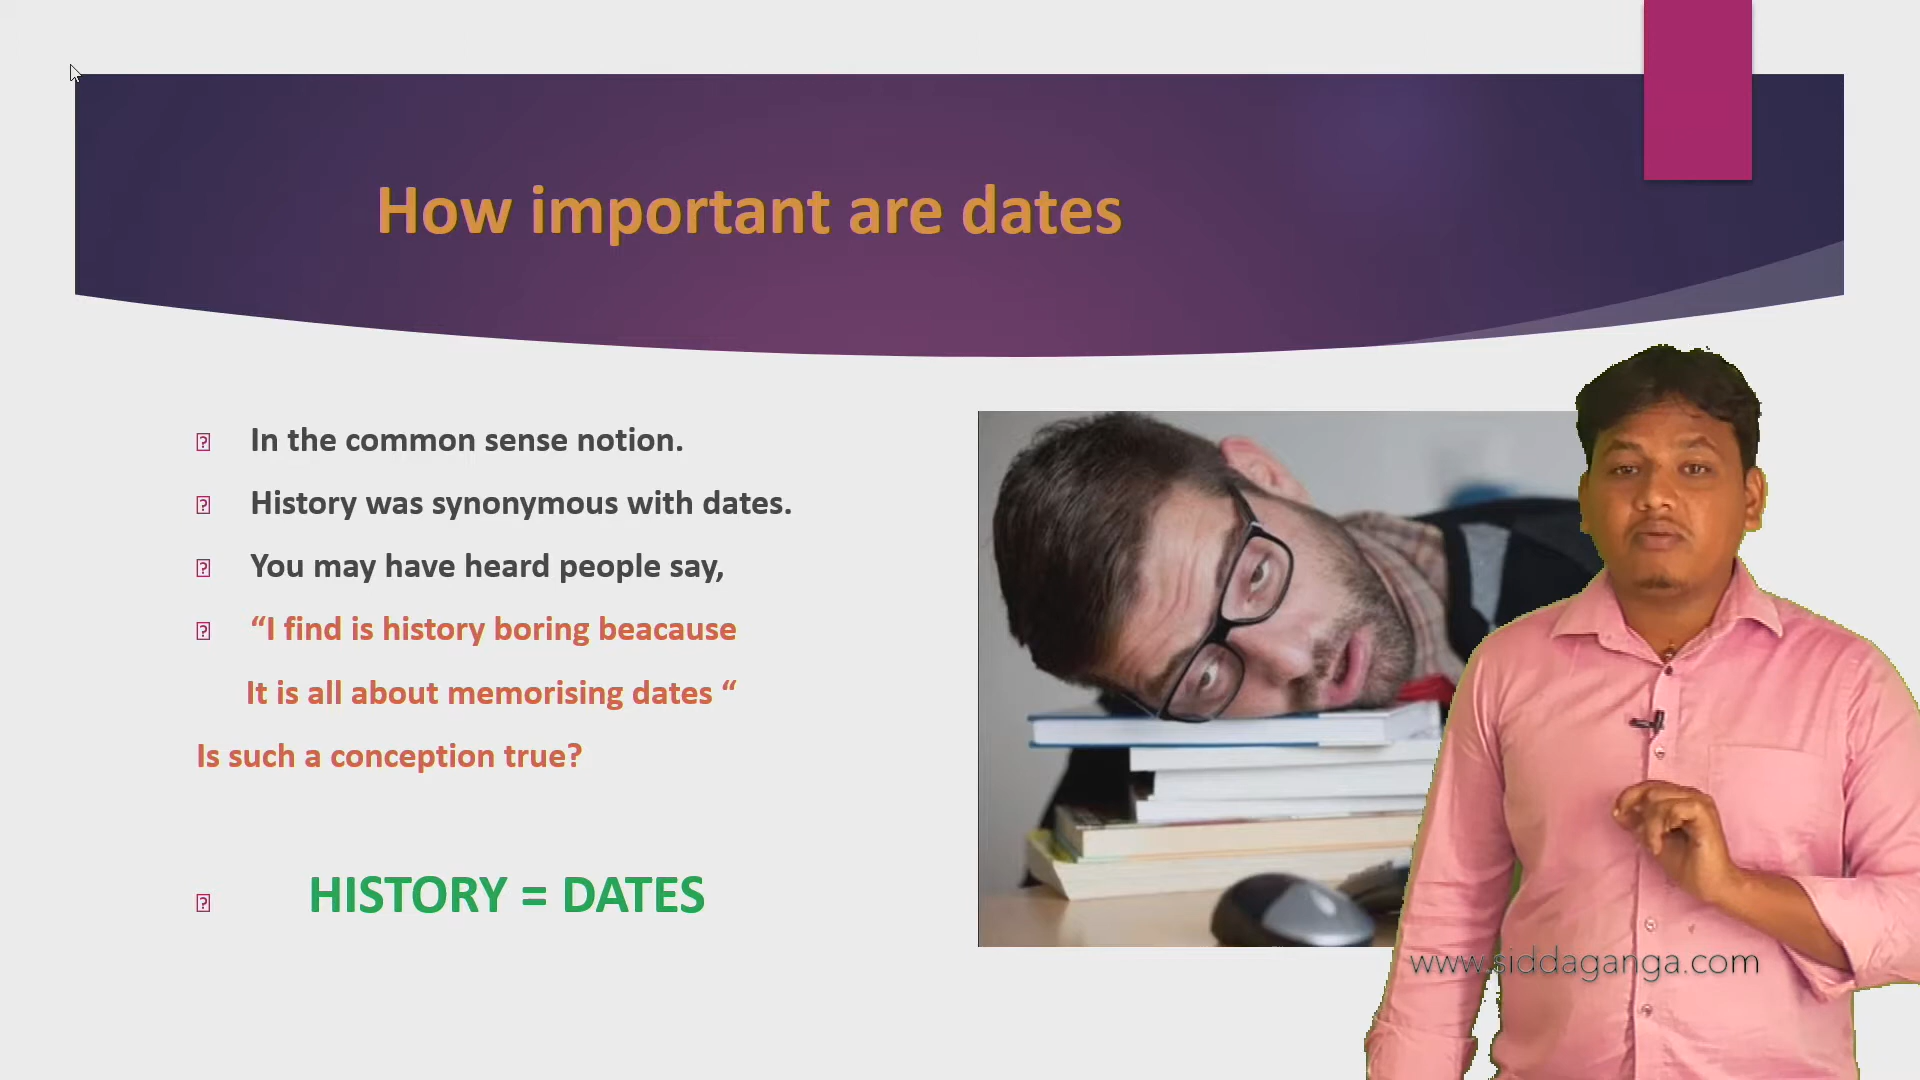 How important are dates
In the common sense notion.
History was synonymous with dates.
You may have heard people say,
“I find is history boring beacause
It is all about memorising dates “
Is such a conception true?
HISTORY = DATES
www.siddaganga.com